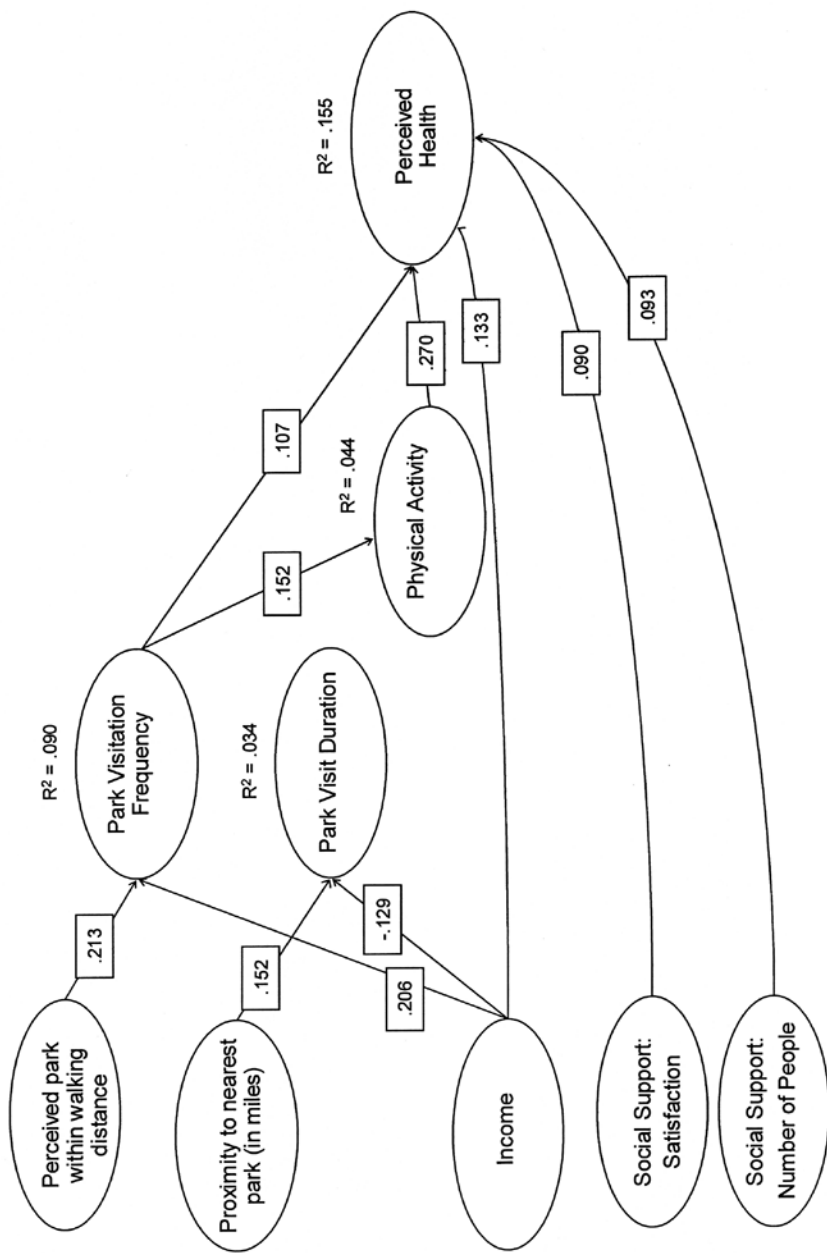 Perceived park
within walking
distance
Proximity to nearest
park (in miles)
Income
Social Support:
Satisfaction
Social Support:
Number of People
.213
.152
.206
-.129
R² = .090
Park Visitation
Frequency
R² = .034
Park Visit Duration
.152
.107
R² = .044
Physical Activity
.270
.133
.090
.093
R² = .155
Perceived
Health